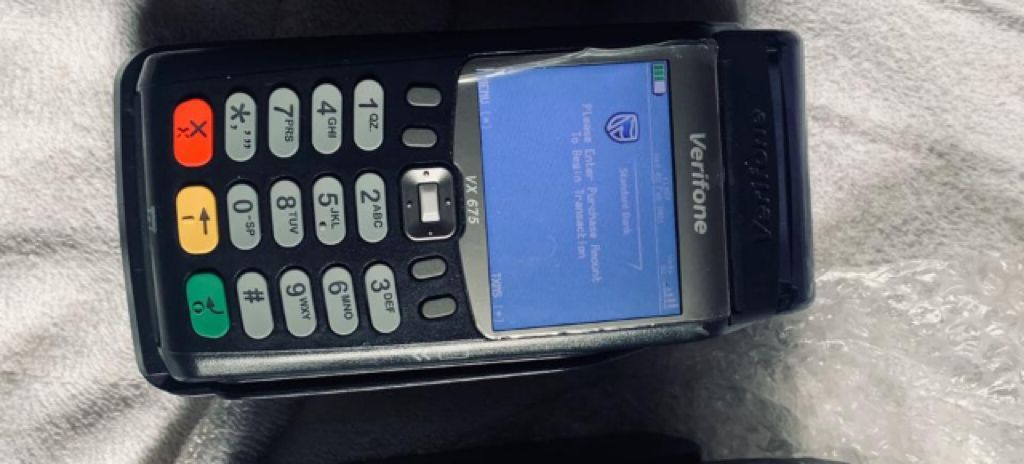 Verifone
Verifone
Standard Bank
Please Enter Purchase Amount
To Begin Transaction
VX 675
1 QZ.
2 ABC
3 DEF
4 GHI
5 JKL
6 MNO
7 PRS
8 TUV
9 WXY
*,'"
0 -SP
#
X